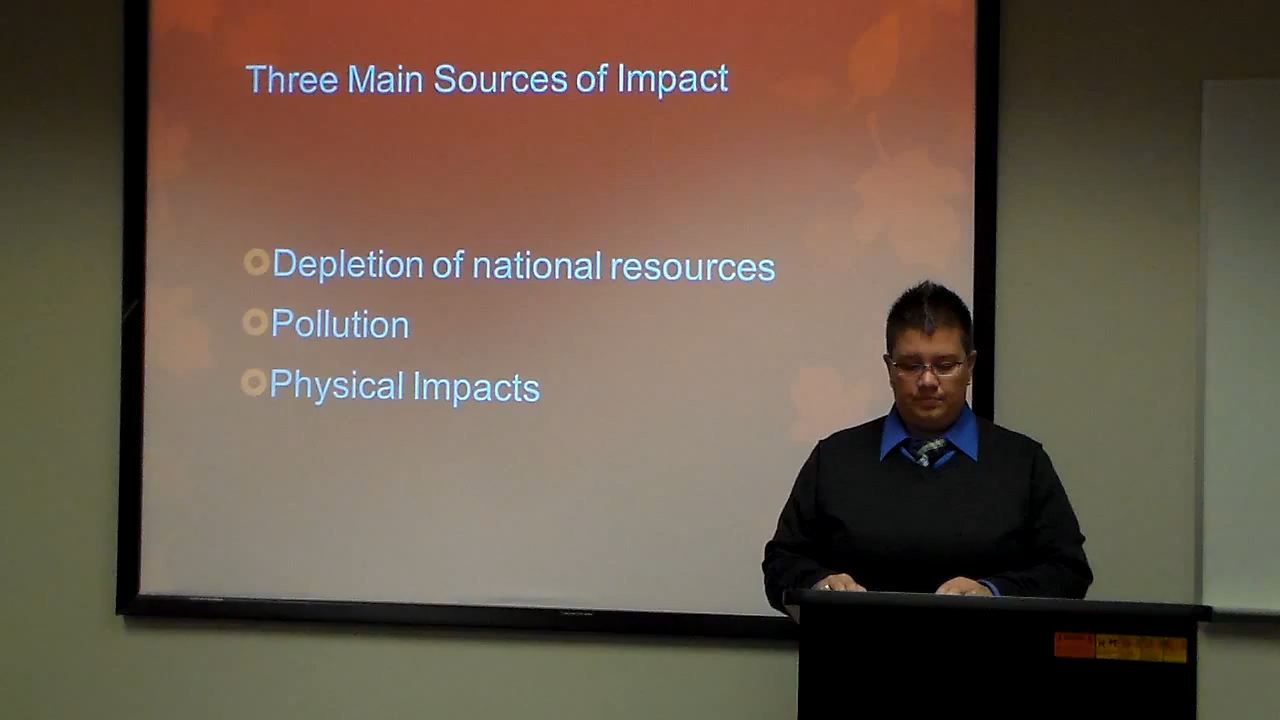 Three Main Sources of Impact
Depletion of national resources
Pollution
Physical Impacts